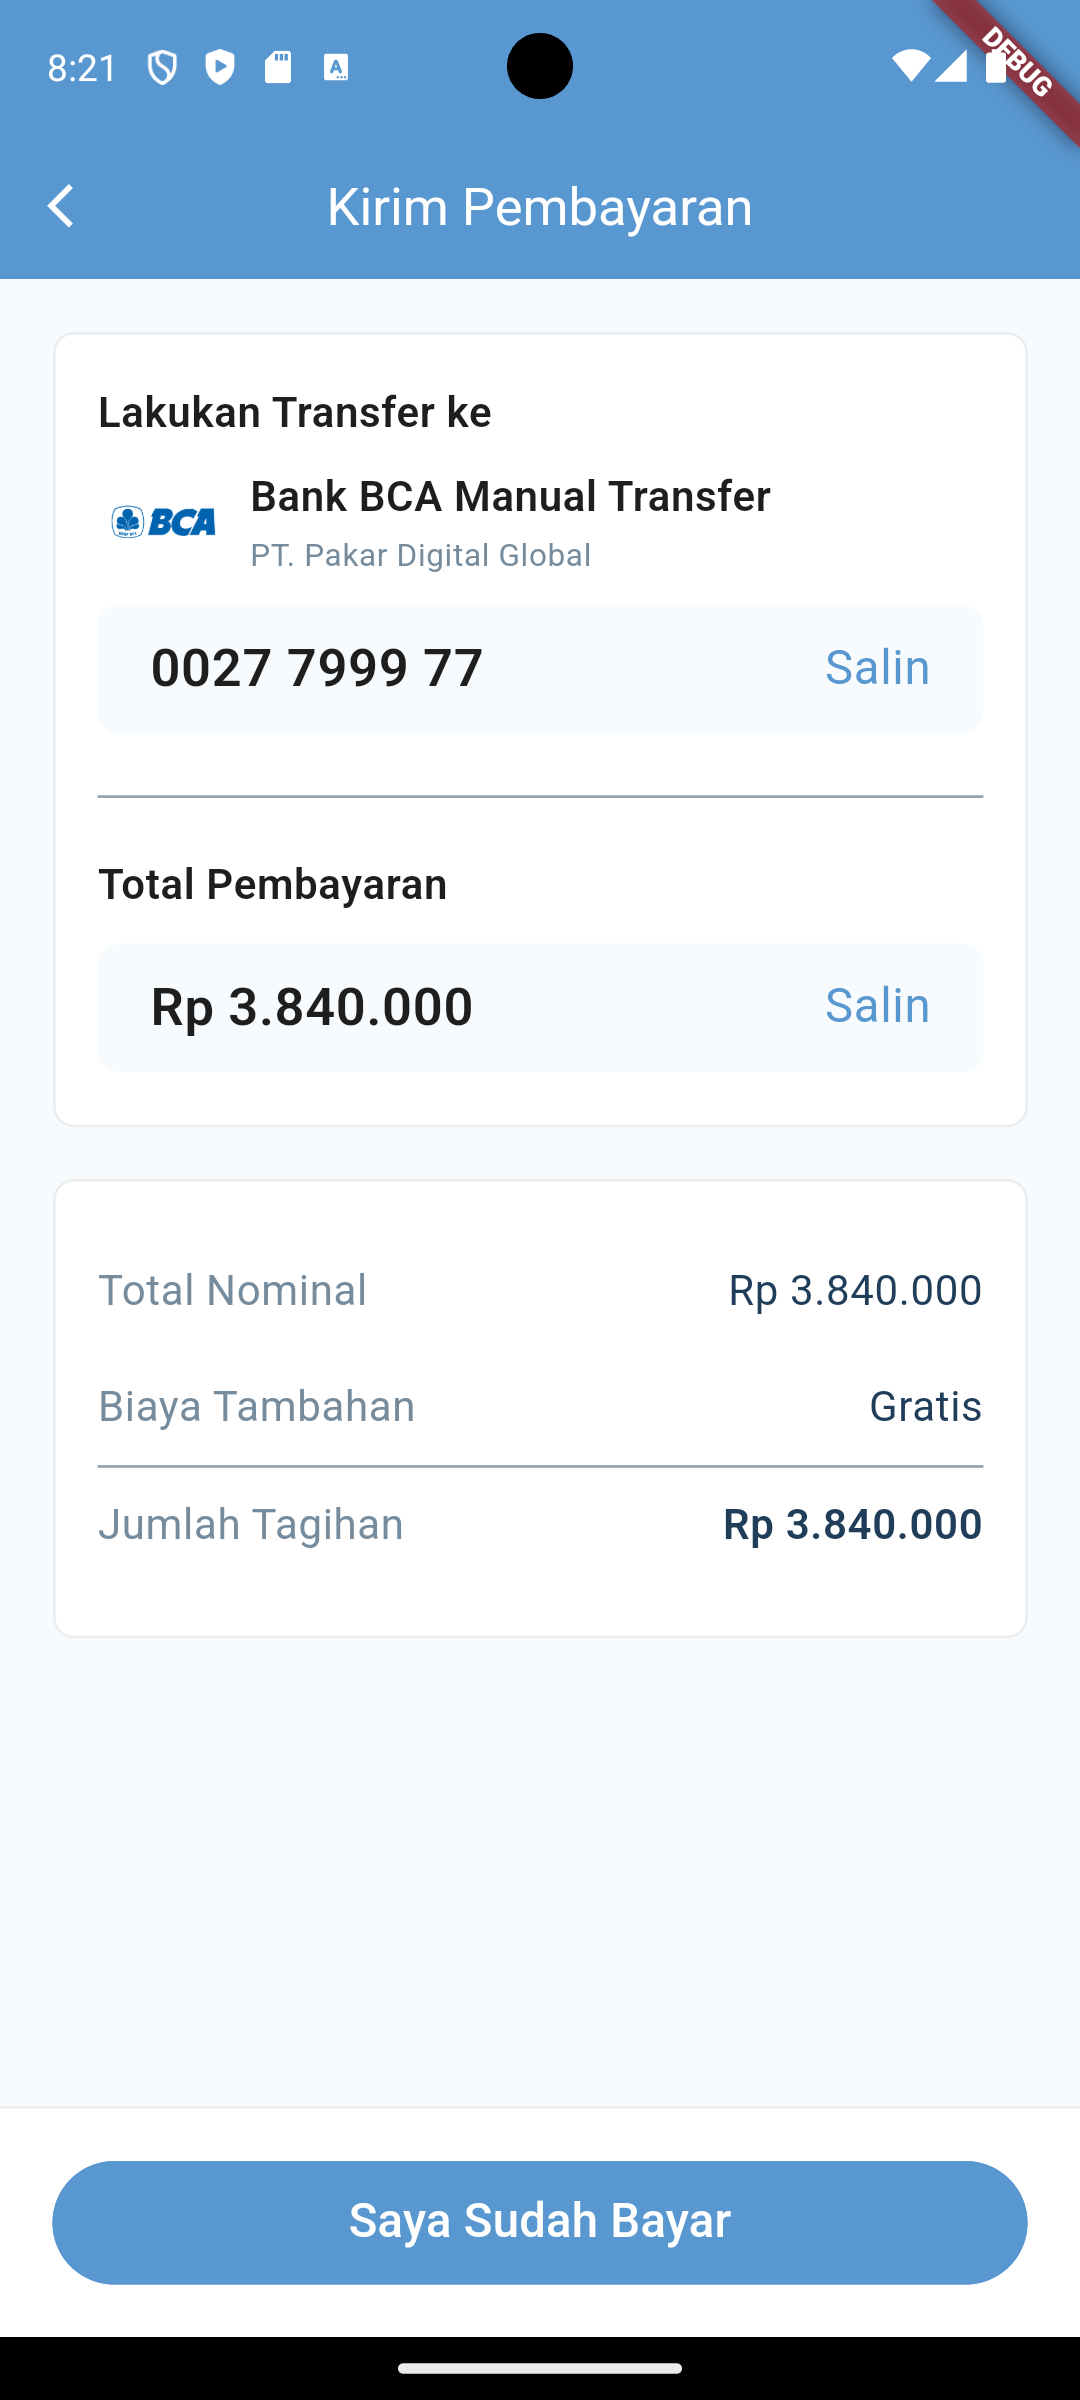 8:21
DEBUG
Kirim Pembayaran
Lakukan Transfer ke
BCA
Bank BCA Manual Transfer
PT. Pakar Digital Global
0027 7999 77
Salin
Total Pembayaran
Rp 3.840.000
Salin
Total Nominal
Rp 3.840.000
Biaya Tambahan
Gratis
Jumlah Tagihan
Rp 3.840.000
Saya Sudah Bayar